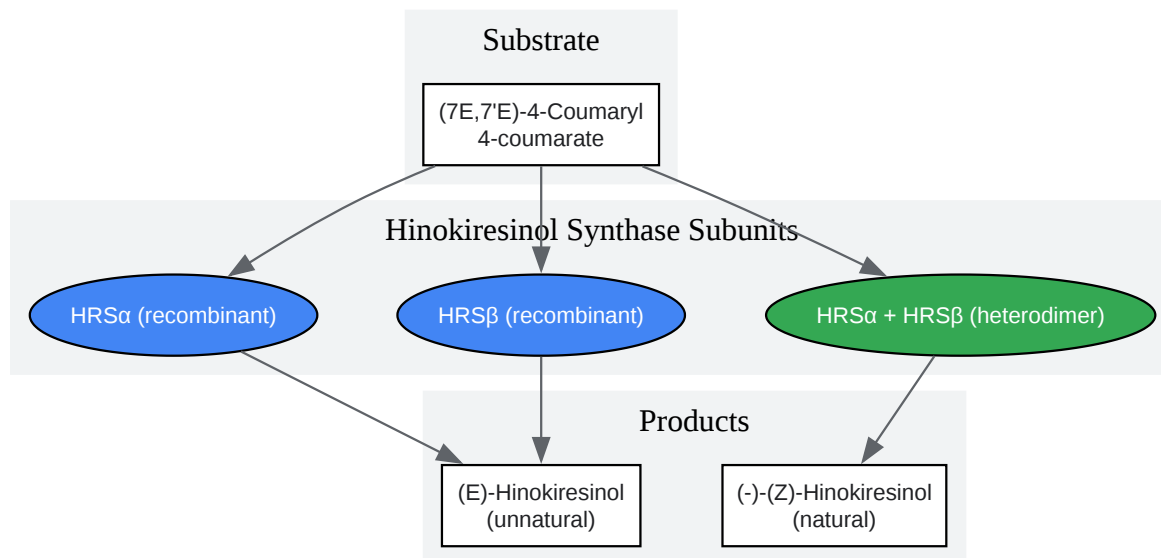 Substrate
(7E,7'E)-4-Coumaryl
4-coumarate
Hinokiresinol Synthase Subunits
HRSα (recombinant)
HRSβ (recombinant)
HRSα + HRSβ (heterodimer)
Products
(E)-Hinokiresinol
(unnatural)
(-)-(Z)-Hinokiresinol
(natural)